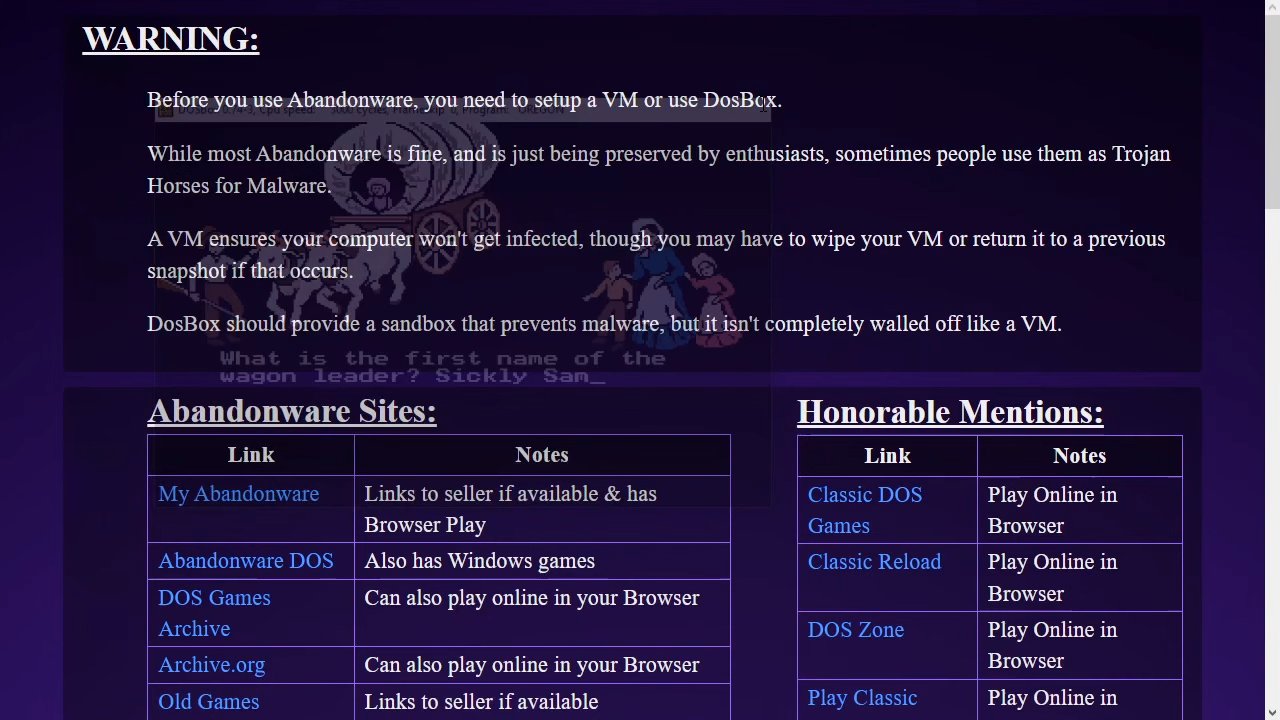 WARNING:
Before you use Abandonware, you need to setup a VM or use DosBox.
While most Abandonware is fine, and is just being preserved by enthusiasts, sometimes people use them as Trojan
Horses for Malware.
A VM ensures your computer won't get infected, though you may have to wipe your VM or return it to a previous
snapshot if that occurs.
DosBox should provide a sandbox that prevents malware, but it isn't completely walled off like a VM.
What is the first name of the
wagon leader? Sickly Sam_
Abandonware Sites:
Link Notes
My Abandonware Links to seller if available & has
Browser Play
Abandonware DOS Also has Windows games
DOS Games Can also play online in your Browser
Archive
Archive.org Can also play online in your Browser
Old Games Links to seller if available
Honorable Mentions:
Link Notes
Classic DOS Play Online in
Games Browser
Classic Reload Play Online in
Browser
DOS Zone Play Online in
Browser
Play Classic Play Online in